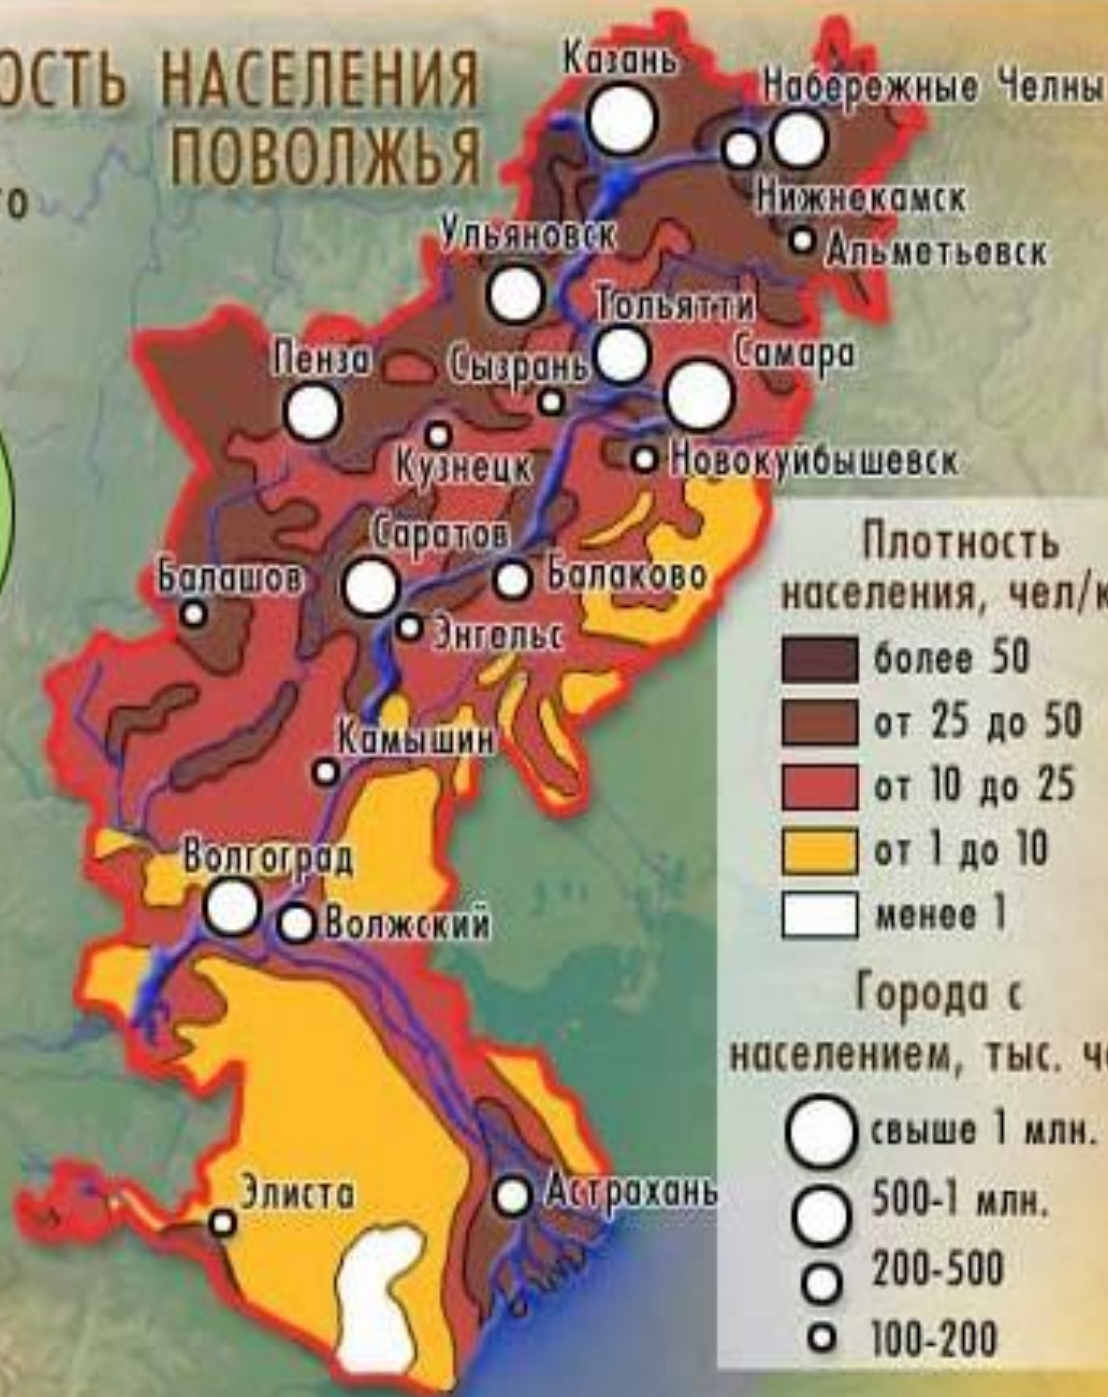 ОСТЬ НАСЕЛЕНИЯ
ПОВОЛЖЬЯ
го
Казань
Набережные Челны
Нижнекамск
Альметьевск
Ульяновск
Тольятти
Самара
Пенза
Сызрань
Кузнецк
Новокуйбышевск
Саратов
Балашов
Балаково
Энгельс
Камышин
Волгоград
Волжский
Элиста
Астрахань
Плотность
населения, чел/к
более 50
от 25 до 50
от 10 до 25
от 1 до 10
менее 1
Города с
населением, тыс. че
свыше 1 млн.
500-1 млн.
200-500
100-200